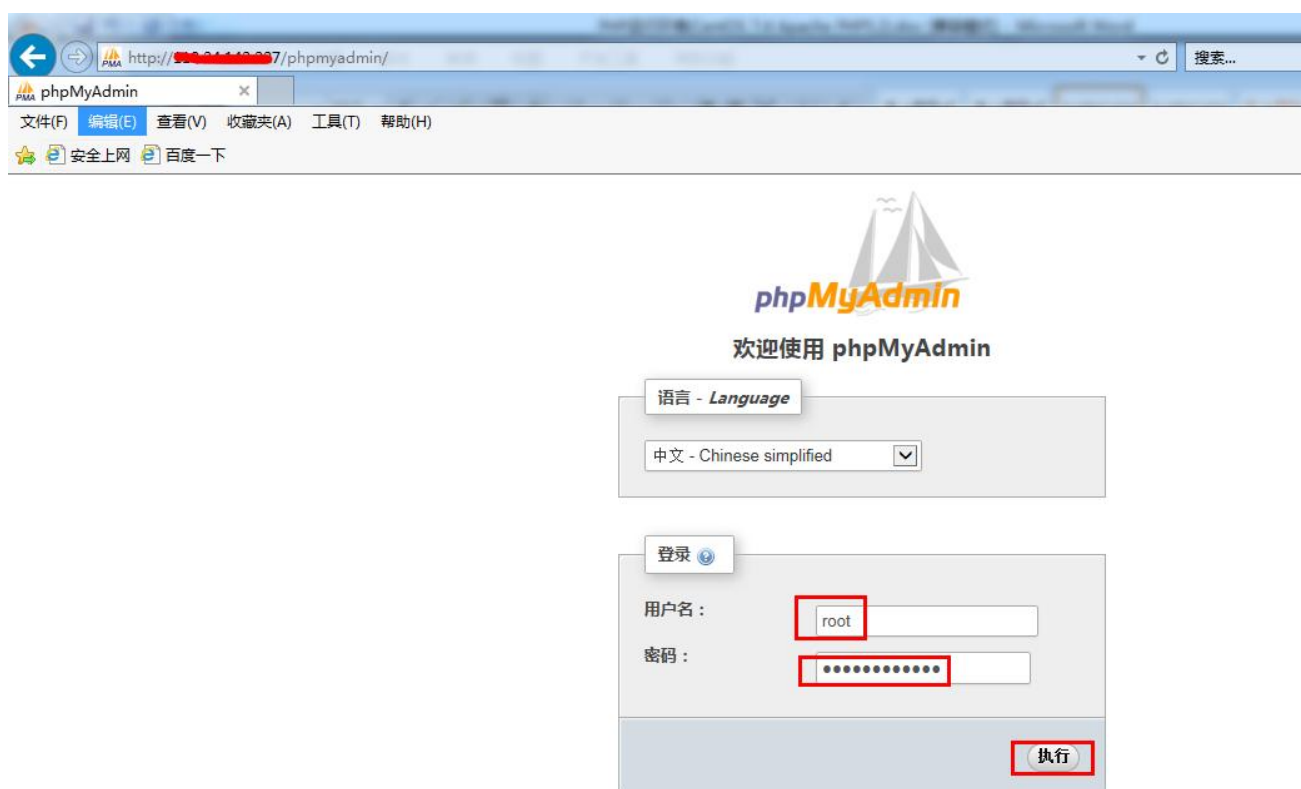 http:// 7/phpmyadmin/
搜索...
phpMyAdmin
文件(F) 编辑(E) 查看(V) 收藏夹(A) 工具(T) 帮助(H)
安全上网 百度一下
phpMyAdmin
欢迎使用 phpMyAdmin
语言 - Language
中文 - Chinese simplified
登录
用户名：
root
密码：
••••••••••••
执行